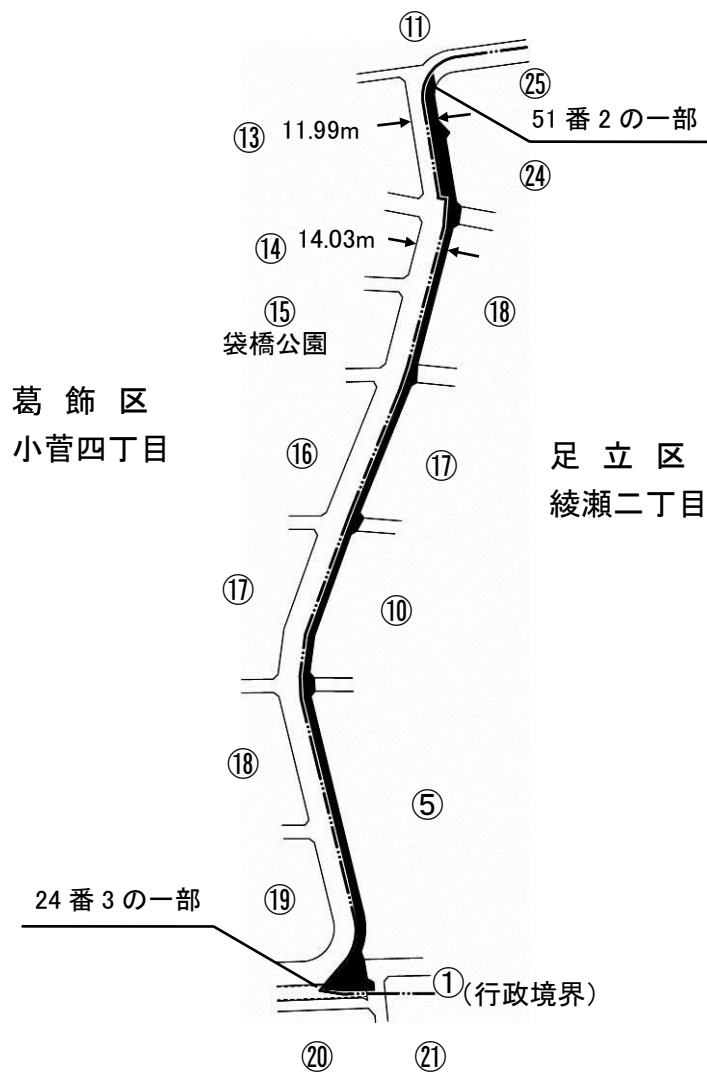 ⑪
㉕
51番2の一部
⑬ 11.99m
㉔
⑭ 14.03m
⑮
袋橋公園
⑱
葛飾区
小菅四丁目
⑯
⑰
足立区
綾瀬二丁目
⑰
⑩
⑱
⑤
24番3の一部
⑲
①(行政境界)
⑳
㉑